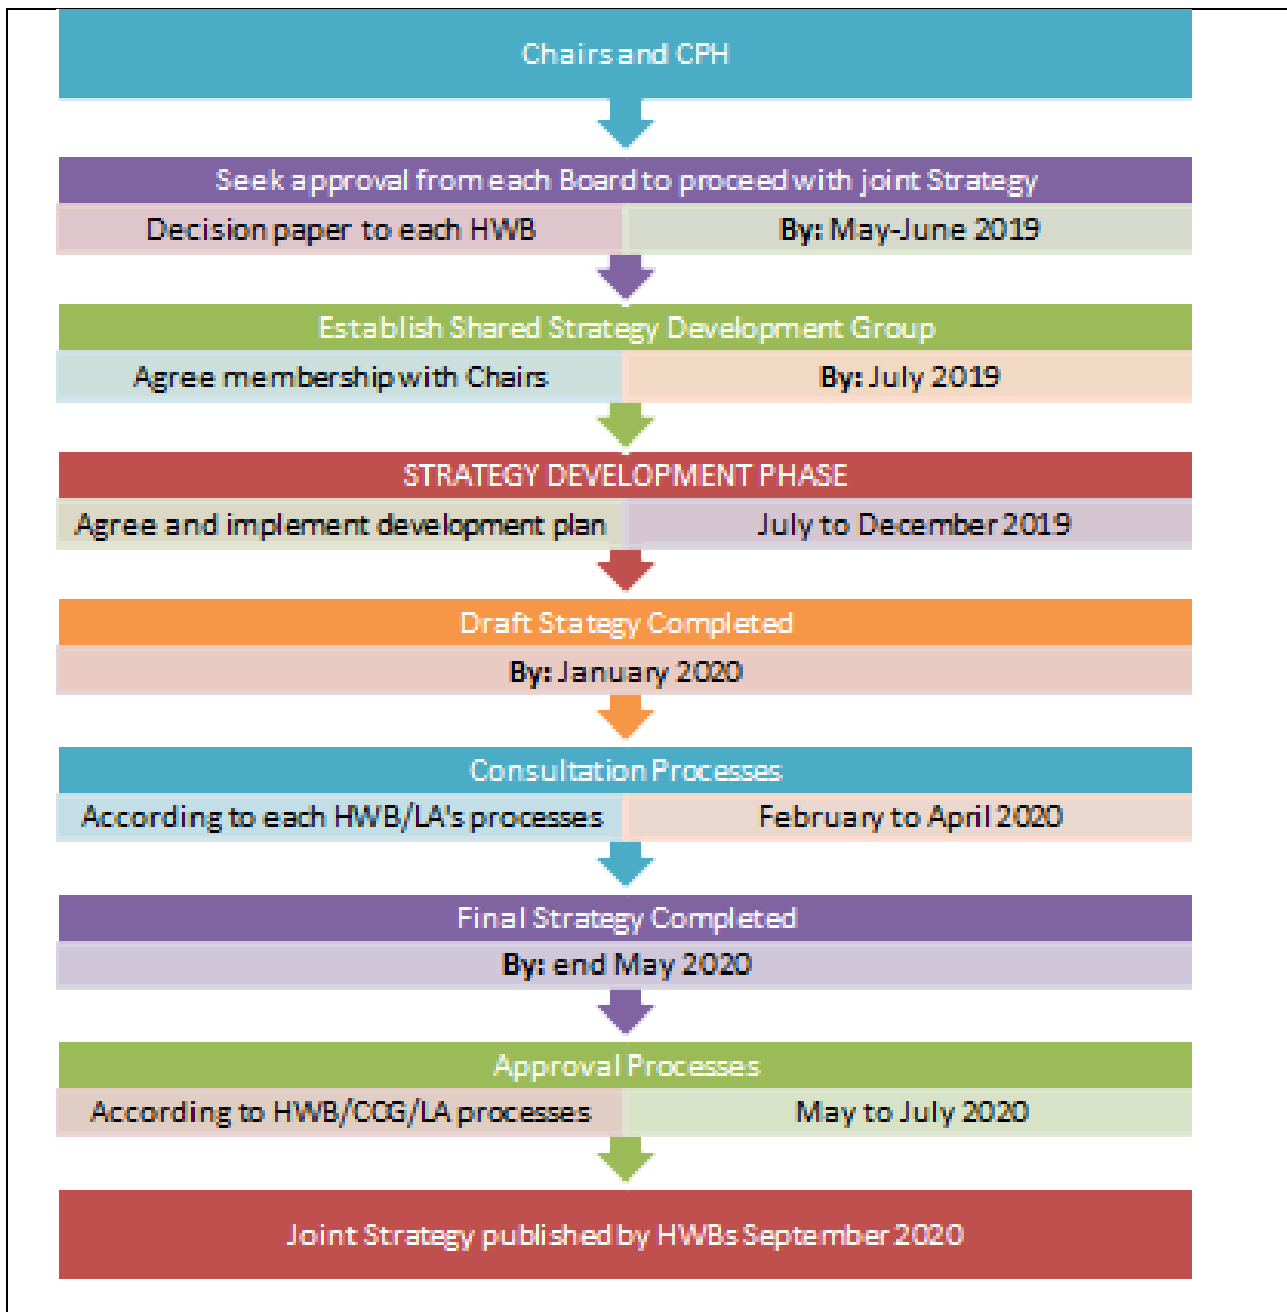 Chairs and CPH
Seek approval from each Board to proceed with joint Strategy
Decision paper to each HWB
By: May-June 2019
Establish Shared Strategy Development Group
Agree membership with Chairs
By: July 2019
STRATEGY DEVELOPMENT PHASE
Agree and implement development plan
July to December 2019
Draft Stategy Completed
By: January 2020
Consultation Processes
According to each HWB/LA's processes
February to April 2020
Final Strategy Completed
By: end May 2020
Approval Processes
According to HWB/CCG/LA processes
May to July 2020
Joint Strategy published by HWBs September 2020